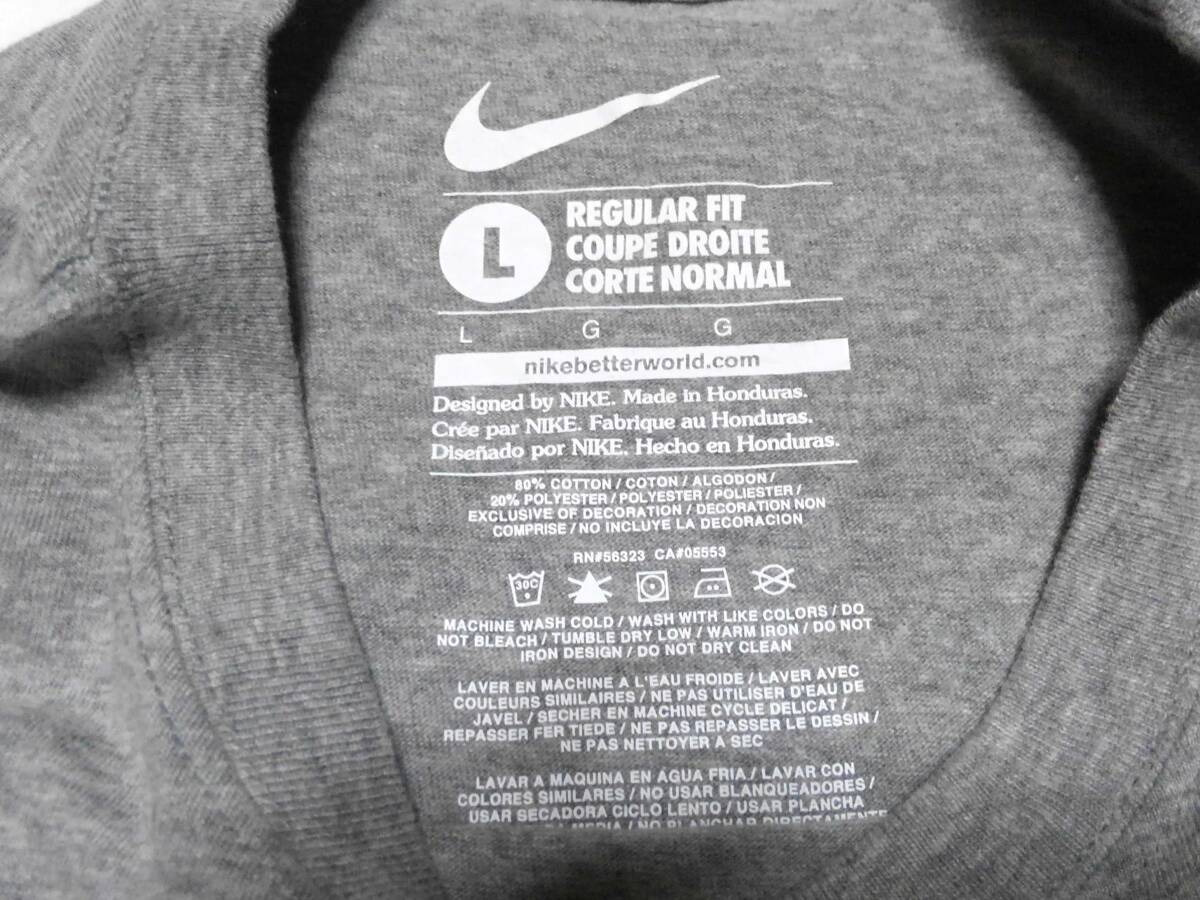 L
REGULAR FIT
COUPE DROITE
CORTE NORMAL
L G G
nikebetterworld.com
Designed by NIKE. Made in Honduras.
Crée par NIKE. Fabrique au Honduras.
Diseñado por NIKE. Hecho en Honduras.
80% COTTON / COTON / ALGODON /
20% POLYESTER / POLYESTER / POLIESTER /
EXCLUSIVE OF DECORATION / DECORATION NON
COMPRISE / NO INCLUYE LA DECORACION
RN#56323 CA#05553
30C
MACHINE WASH COLD / WASH WITH LIKE COLORS / DO
NOT BLEACH / TUMBLE DRY LOW / WARM IRON / DO NOT
IRON DESIGN / DO NOT DRY CLEAN
LAVER EN MACHINE A L'EAU FROIDE / LAVER AVEC
COULEURS SIMILAIRES / NE PAS UTILISER D'EAU DE
JAVEL / SECHER EN MACHINE CYCLE DELICAT /
REPASSER FER TIEDE / NE PAS REPASSER LE DESSIN /
NE PAS NETTOYER A SEC
LAVAR A MAQUINA EN AGUA FRIA / LAVAR CON
COLORES SIMILARES / NO USAR BLANQUEADORES /
USAR SECADORA CICLO LENTO / USAR PLANCHA
MEDIA / NO PLANCHAR DIRECTAMENTE